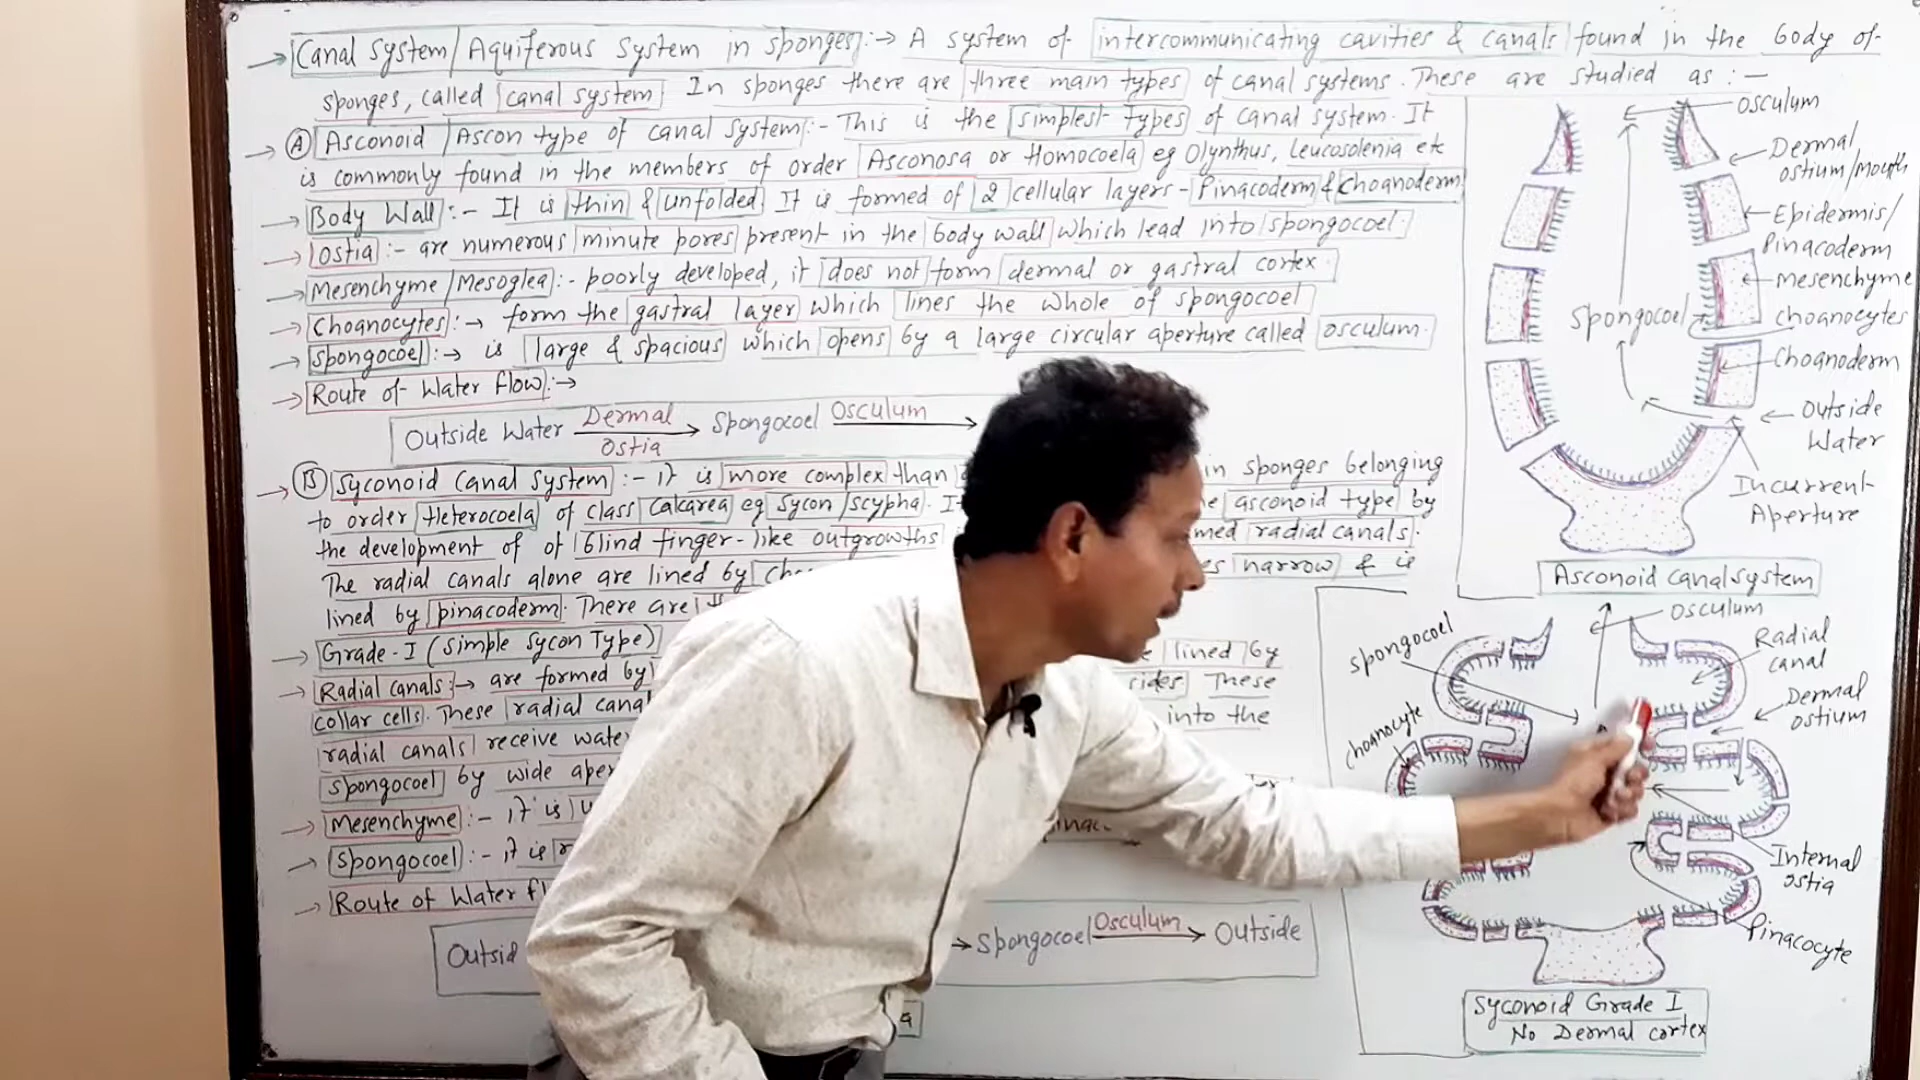 → Canal system/Aquiferous system in sponges :→ A system of intercommunicating cavities & canals found in the body of
sponges, called canal system In sponges there are three main types of canal systems. These are studied as :-
→ Ⓐ Asconoid/Ascon type of canal system :- This is the simplest types of canal system. It
is commonly found in the members of order Asconosa or Homocoela eg Olynthus, Leucosolenia etc
→ Body Wall :- It is thin & unfolded It is formed of 2 cellular layers - Pinacoderm & Choanoderm
→ Ostia :- are numerous minute pores present in the body wall which lead into spongocoel.
→ Mesenchyme/Mesoglea :- poorly developed, it does not form dermal or gastral cortex.
→ Choanocytes :→ form the gastral layer which lines the whole of spongocoel
→ Spongocoel :→ is large & spacious which opens by a large circular aperture called osculum.
→ Route of Water flow :→
Outside Water Dermal Ostia → Spongocoel Osculum →
→ Ⓑ Syconoid Canal System :- it is more complex than in sponges belonging
to order Heterocoela of class Calcarea eg Sycon/scypha. I asconoid type by
the development of of blind finger-like outgrowths med radial canals.
The radial canals alone are lined by narrow & is
lined by pinacoderm. There are
→ Grade-I (simple sycon Type) lined by
→ Radial canals :→ are formed by sides These
collar cells. These radial into the
radial canals receive
spongocoel by wide
→ Mesenchyme :- it is
→ Spongocoel :- it is
→ Route of Water
→ Spongocoel Osculum → Outside
osculum
Dermal
ostium/mouth
Epidermis/
Pinacoderm
mesenchyme
Spongocoel
choanocytes
Choanoderm
Outside
Water
Incurrent
Aperture
Asconoid Canal System
osculum
spongocoel
Radial
canal
Dermal
ostium
choanocyte
Internal
ostia
Pinacocyte
Syconoid Grade I
No Dermal cortex